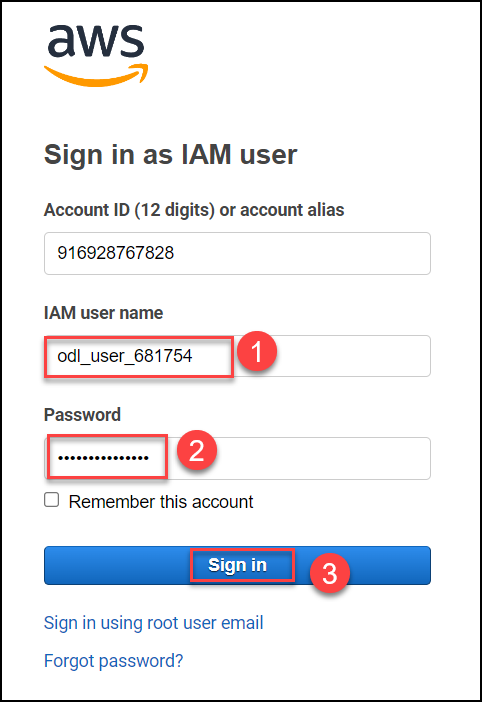 aws
Sign in as IAM user
Account ID (12 digits) or account alias
916928767828
IAM user name
odl_user_681754
1
Password
•••••••••••••••
2
Remember this account
Sign in
3
Sign in using root user email
Forgot password?